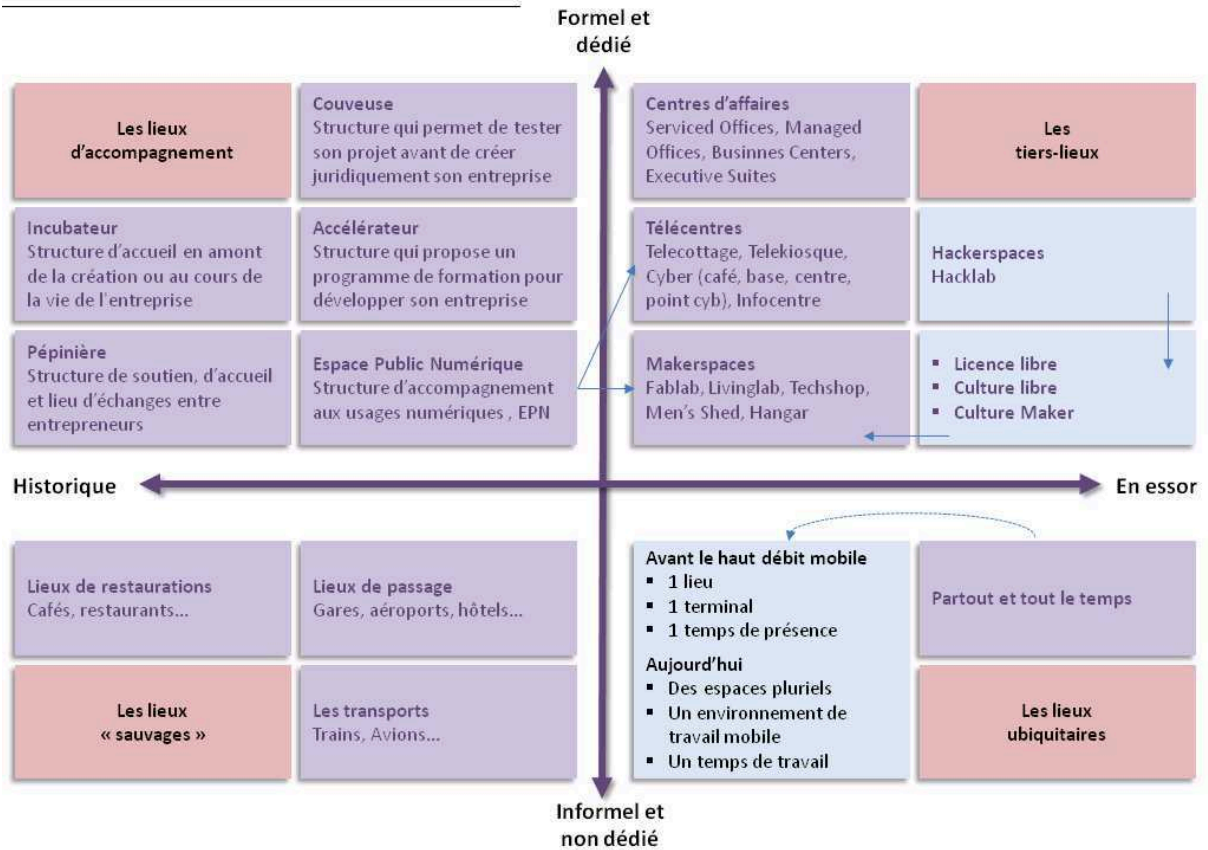 Formel et
dédié
Les lieux
d'accompagnement
Couveuse
Structure qui permet de tester
son projet avant de créer
juridiquement son entreprise
Centres d'affaires
Serviced Offices, Managed
Offices, Businnes Centers,
Executive Suites
Les
tiers-lieux
Incubateur
Structure d'accueil en amont
de la création ou au cours de
la vie de l'entreprise
Accélérateur
Structure qui propose un
programme de formation pour
développer son entreprise
Télécentres
Telecottage, Telekiosque,
Cyber (café, base, centre,
point cyb), Infocentre
Hackerspaces
Hacklab
Pépinière
Structure de soutien, d'accueil
et lieu d'échanges entre
entrepreneurs
Espace Public Numérique
Structure d'accompagnement
aux usages numériques , EPN
Makerspaces
Fablab, Livinglab, Techshop,
Men's Shed, Hangar
▪ Licence libre
▪ Culture libre
▪ Culture Maker
Historique
En essor
Lieux de restaurations
Cafés, restaurants...
Lieux de passage
Gares, aéroports, hôtels...
Avant le haut débit mobile
▪ 1 lieu
▪ 1 terminal
▪ 1 temps de présence
Aujourd'hui
▪ Des espaces pluriels
▪ Un environnement de
travail mobile
▪ Un temps de travail
Partout et tout le temps
Les lieux
« sauvages »
Les transports
Trains, Avions...
Les lieux
ubiquitaires
Informel et
non dédié